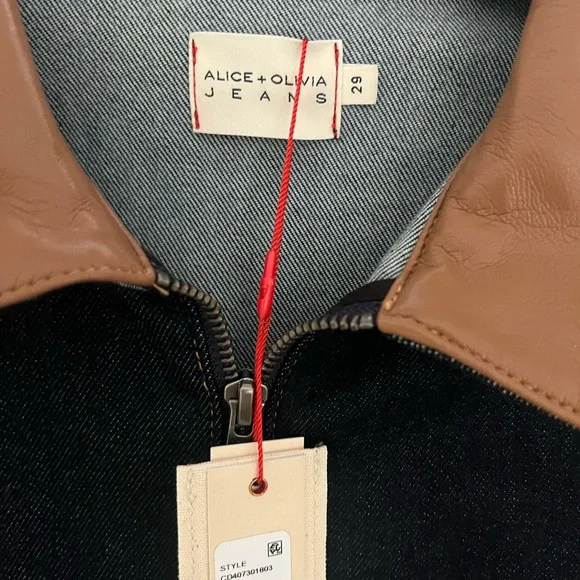 ALICE + OLIVIA
JEANS
29
STYLE
CD407301803